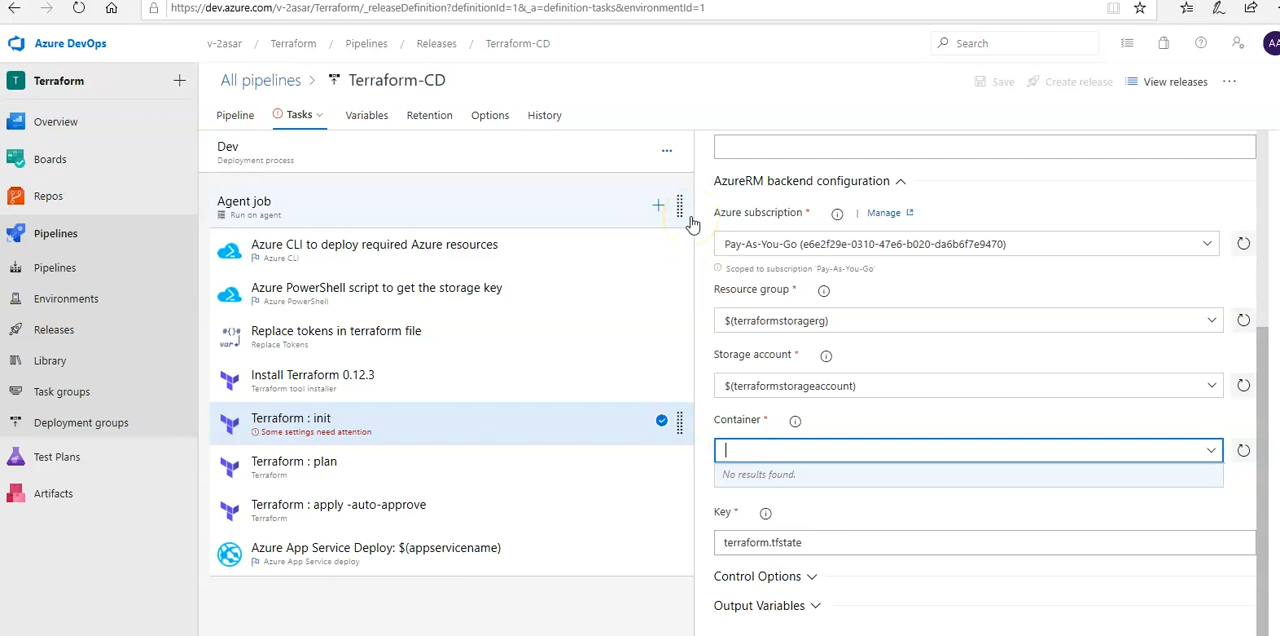 https://dev.azure.com/v-2asar/Terraform/_releaseDefinition?definitionId=1&_a=definition-tasks&environmentId=1
Azure DevOps
v-2asar / Terraform / Pipelines / Releases / Terraform-CD
Search
AA
T Terraform
All pipelines > Terraform-CD
Save
Create release
View releases
Pipeline
Tasks
Variables
Retention
Options
History
Overview
Boards
Repos
Pipelines
Pipelines
Environments
Releases
Library
Task groups
Deployment groups
Test Plans
Artifacts
Dev
Deployment process
Agent job
Run on agent
Azure CLI to deploy required Azure resources
Azure CLI
Azure PowerShell script to get the storage key
Azure PowerShell
#{}#
var
Replace tokens in terraform file
Replace Tokens
Install Terraform 0.12.3
Terraform tool installer
Terraform : init
Some settings need attention
Terraform : plan
Terraform
Terraform : apply -auto-approve
Terraform
Azure App Service Deploy: $(appservicename)
Azure App Service deploy
AzureRM backend configuration
Azure subscription * | Manage
Pay-As-You-Go (e6e2f29e-0310-47e6-b020-da6b6f7e9470)
Scoped to subscription 'Pay-As-You-Go'
Resource group *
$(terraformstoragerg)
Storage account *
$(terraformstorageaccount)
Container *
No results found.
Key *
terraform.tfstate
Control Options
Output Variables